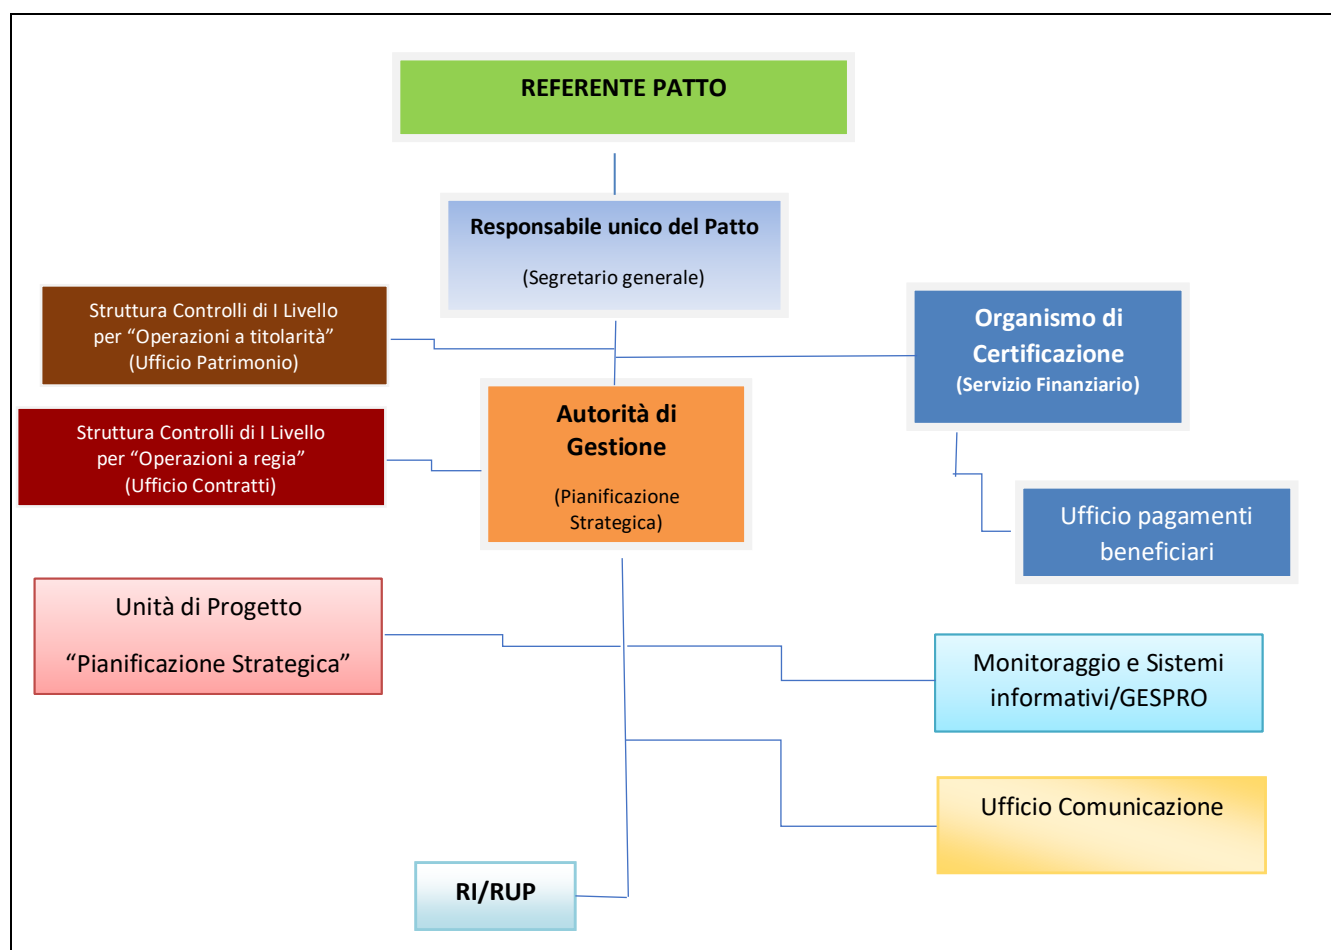 REFERENTE PATTO
Responsabile unico del Patto
(Segretario generale)
Struttura Controlli di I Livello
per “Operazioni a titolarità”
(Ufficio Patrimonio)
Organismo di
Certificazione
(Servizio Finanziario)
Autorità di
Gestione
(Pianificazione
Strategica)
Struttura Controlli di I Livello
per “Operazioni a regia”
(Ufficio Contratti)
Ufficio pagamenti
beneficiari
Unità di Progetto
“Pianificazione Strategica”
Monitoraggio e Sistemi
informativi/GESPRO
Ufficio Comunicazione
RI/RUP